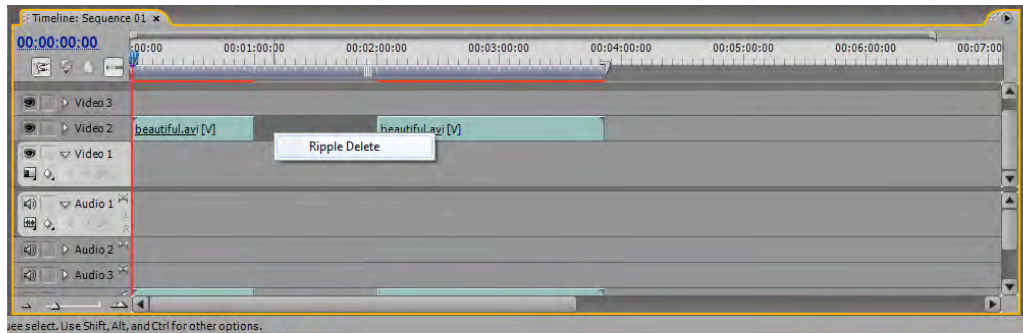 Timeline: Sequence 01 ×
00:00:00:00
:00:00 00:01:00:00 00:02:00:00 00:03:00:00 00:04:00:00 00:05:00:00 00:06:00:00 00:07:00
Video 3
Video 2 beautiful.avi [V] beautiful.avi [V]
Ripple Delete
Video 1
Audio 1
L
R
Audio 2
Audio 3
uee select. Use Shift, Alt, and Ctrl for other options.